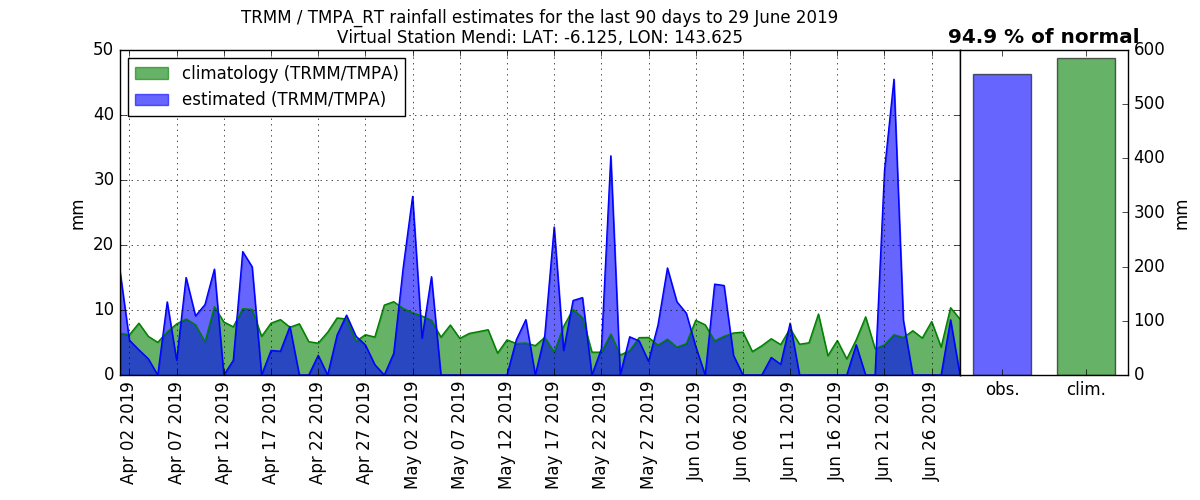 TRMM / TMPA_RT rainfall estimates for the last 90 days to 29 June 2019
Virtual Station Mendi: LAT: -6.125, LON: 143.625
94.9 % of normal
climatology (TRMM/TMPA)
estimated (TRMM/TMPA)
50
40
30
20
10
0
mm
600
500
400
300
200
100
0
mm
Apr 02 2019
Apr 07 2019
Apr 12 2019
Apr 17 2019
Apr 22 2019
Apr 27 2019
May 02 2019
May 07 2019
May 12 2019
May 17 2019
May 22 2019
May 27 2019
Jun 01 2019
Jun 06 2019
Jun 11 2019
Jun 16 2019
Jun 21 2019
Jun 26 2019
obs.
clim.